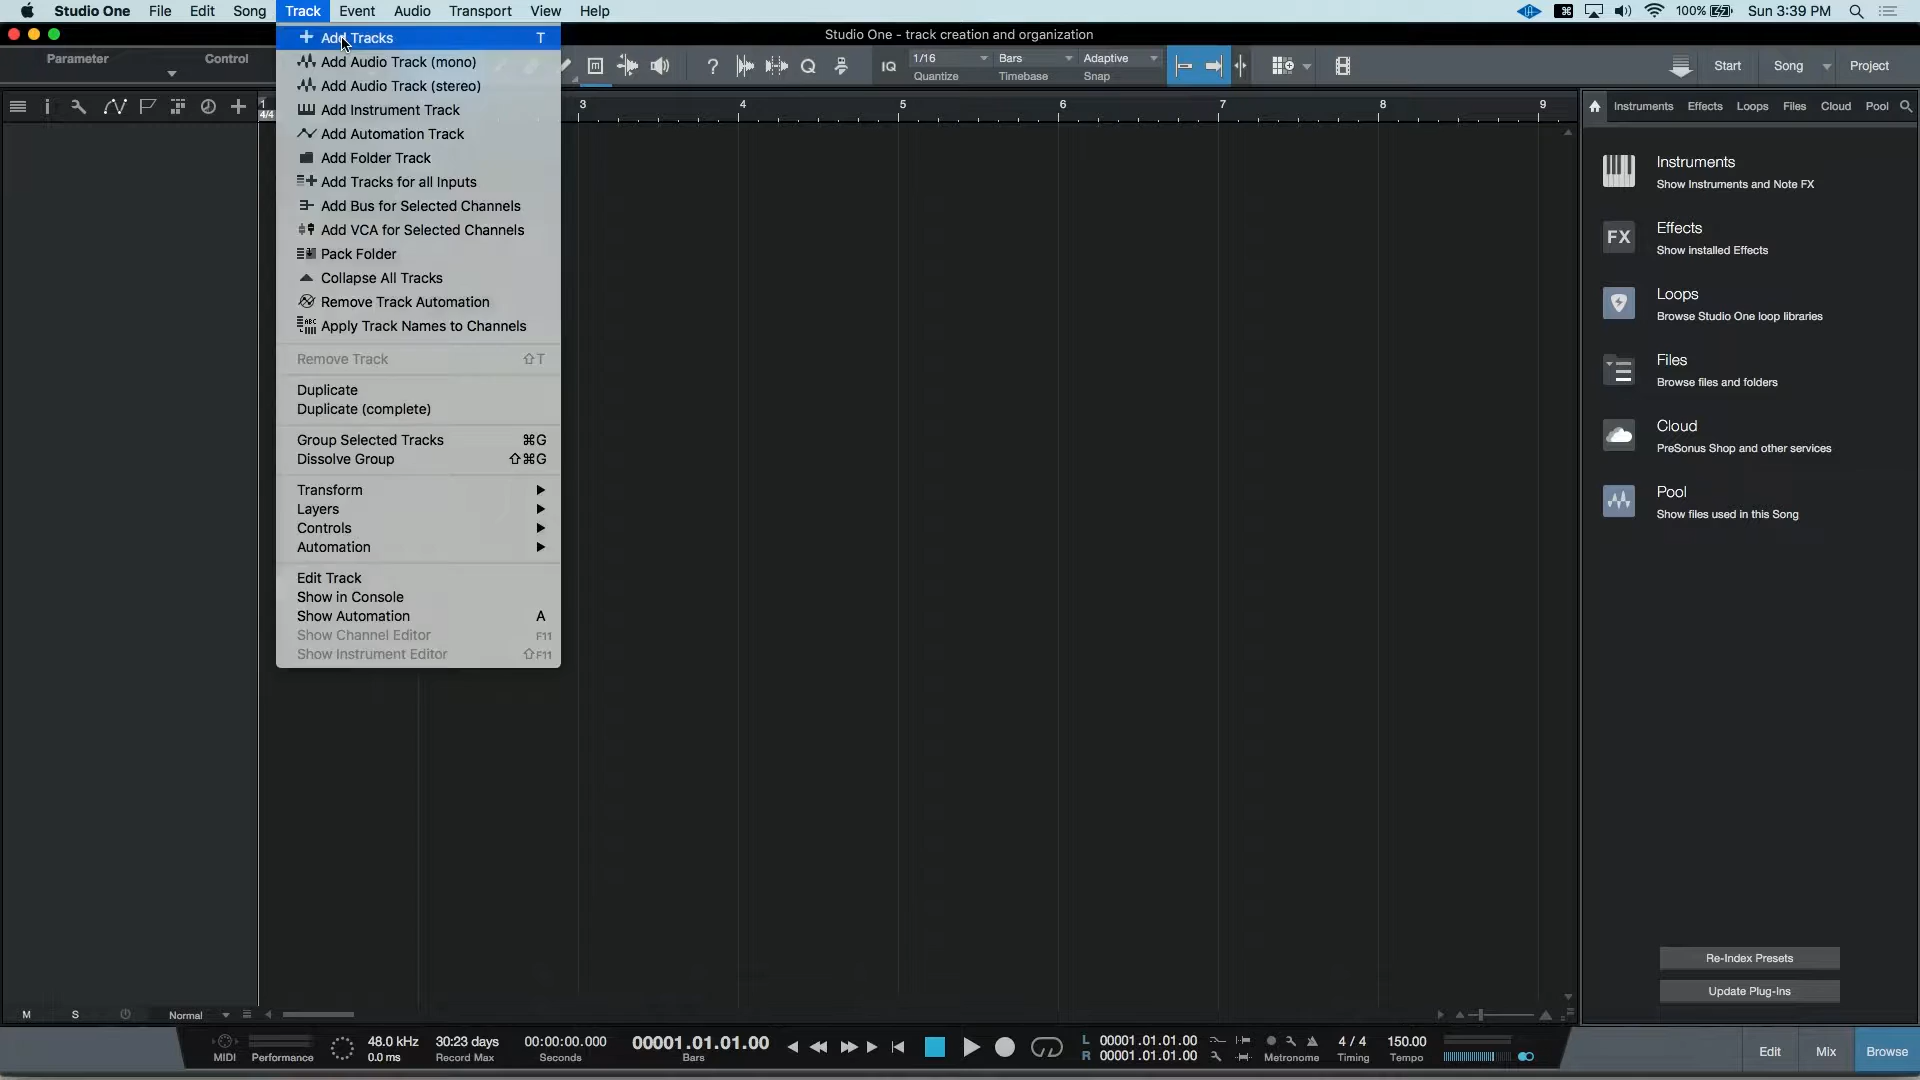 Studio One File Edit Song Track Event Audio Transport View Help 100% Sun 3:39 PM
Studio One - track creation and organization
Parameter Control
1/16 Bars Adaptive
IQ Quantize Timebase Snap
Start Song Project
Add Tracks T
Add Audio Track (mono)
Add Audio Track (stereo)
Add Instrument Track
Add Automation Track
Add Folder Track
Add Tracks for all Inputs
Add Bus for Selected Channels
Add VCA for Selected Channels
Pack Folder
Collapse All Tracks
Remove Track Automation
Apply Track Names to Channels
Remove Track ⇧T
Duplicate
Duplicate (complete)
Group Selected Tracks ⌘G
Dissolve Group ⇧⌘G
Transform
Layers
Controls
Automation
Edit Track
Show in Console
Show Automation A
Show Channel Editor F11
Show Instrument Editor ⇧F11
1 3 4 5 6 7 8 9
4/4
Instruments Effects Loops Files Cloud Pool
Instruments
Show Instruments and Note FX
FX
Effects
Show installed Effects
Loops
Browse Studio One loop libraries
Files
Browse files and folders
Cloud
PreSonus Shop and other services
Pool
Show files used in this Song
Re-Index Presets
Update Plug-Ins
M S Normal
MIDI Performance
48.0 kHz
0.0 ms
30:23 days
Record Max
00:00:00.000
Seconds
00001.01.01.00
Bars
L 00001.01.01.00
R 00001.01.01.00
Metronome
4 / 4
Timing
150.00
Tempo
Edit Mix Browse